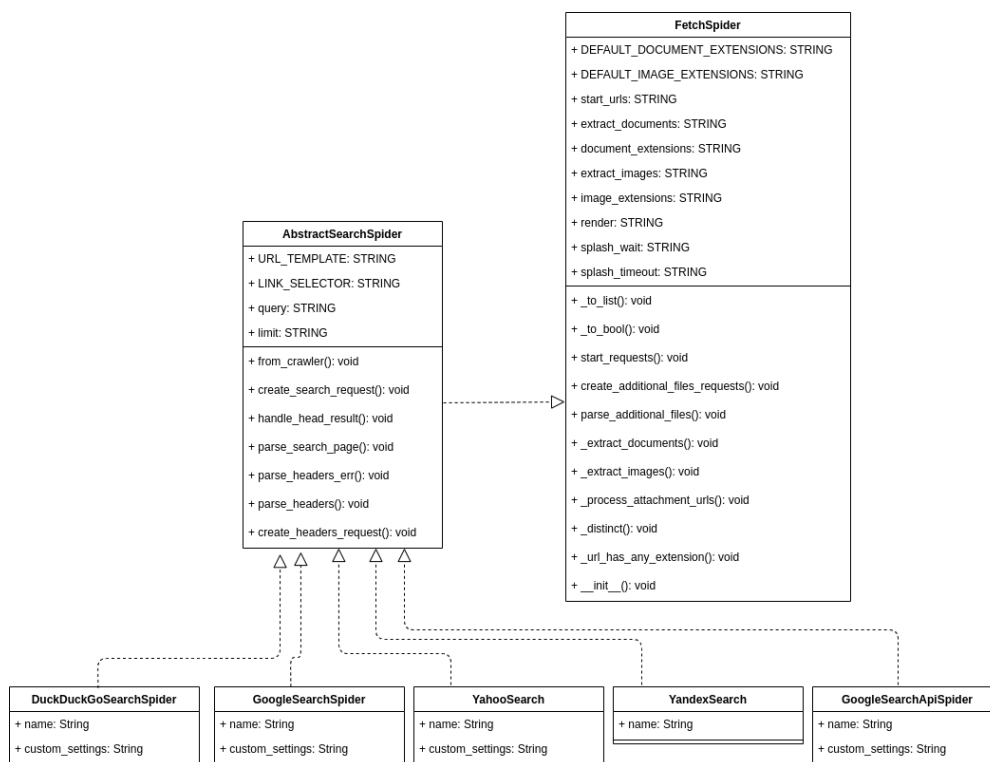 FetchSpider
+ DEFAULT_DOCUMENT_EXTENSIONS: STRING
+ DEFAULT_IMAGE_EXTENSIONS: STRING
+ start_urls: STRING
+ extract_documents: STRING
+ document_extensions: STRING
+ extract_images: STRING
+ image_extensions: STRING
+ render: STRING
+ splash_wait: STRING
+ splash_timeout: STRING
+ _to_list(): void
+ _to_bool(): void
+ start_requests(): void
+ create_additional_files_requests(): void
+ parse_additional_files(): void
+ _extract_documents(): void
+ _extract_images(): void
+ _process_attachment_urls(): void
+ _distinct(): void
+ _url_has_any_extension(): void
+ __init__(): void
AbstractSearchSpider
+ URL_TEMPLATE: STRING
+ LINK_SELECTOR: STRING
+ query: STRING
+ limit: STRING
+ from_crawler(): void
+ create_search_request(): void
+ handle_head_result(): void
+ parse_search_page(): void
+ parse_headers_err(): void
+ parse_headers(): void
+ create_headers_request(): void
DuckDuckGoSearchSpider
+ name: String
+ custom_settings: String
GoogleSearchSpider
+ name: String
+ custom_settings: String
YahooSearch
+ name: String
+ custom_settings: String
YandexSearch
+ name: String
GoogleSearchApiSpider
+ name: String
+ custom_settings: String